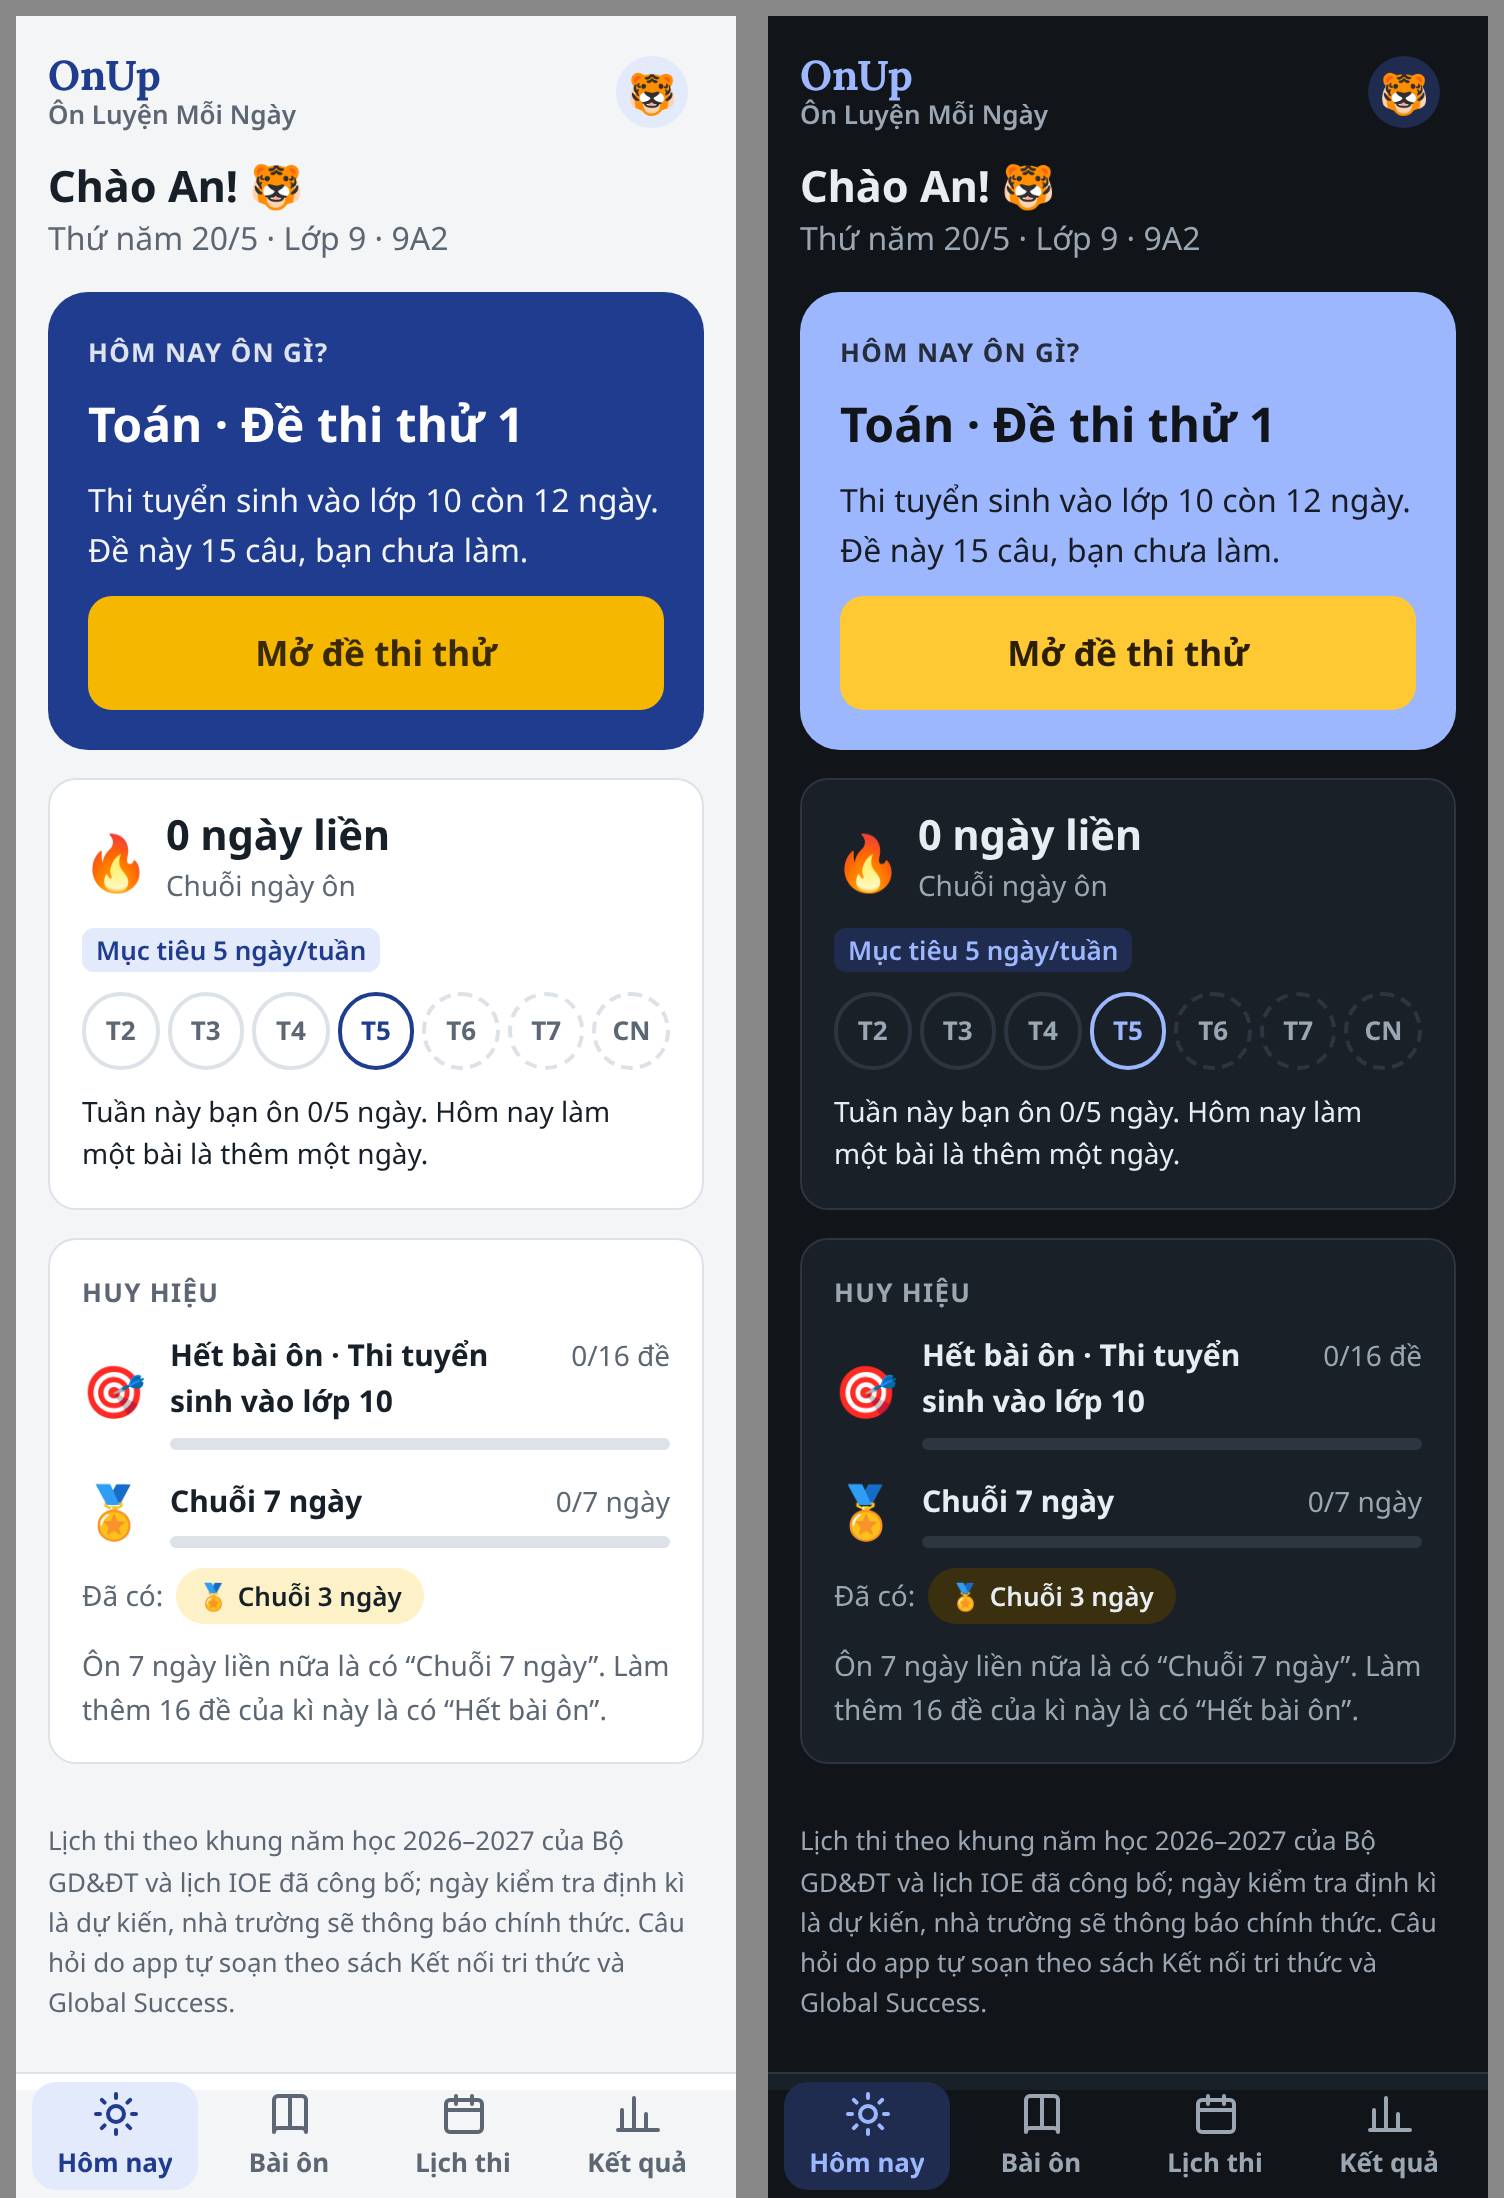 OnUp
Ôn Luyện Mỗi Ngày
Chào An! 🐯
Thứ năm 20/5 · Lớp 9 · 9A2
HÔM NAY ÔN GÌ?
Toán · Đề thi thử 1
Thi tuyển sinh vào lớp 10 còn 12 ngày.
Đề này 15 câu, bạn chưa làm.
Mở đề thi thử
0 ngày liền
Chuỗi ngày ôn
Mục tiêu 5 ngày/tuần
T2 T3 T4 T5 T6 T7 CN
Tuần này bạn ôn 0/5 ngày. Hôm nay làm
một bài là thêm một ngày.
HUY HIỆU
Hết bài ôn · Thi tuyển 0/16 đề
sinh vào lớp 10
Chuỗi 7 ngày 0/7 ngày
Đã có: 🏅 Chuỗi 3 ngày
Ôn 7 ngày liền nữa là có “Chuỗi 7 ngày”. Làm
thêm 16 đề của kì này là có “Hết bài ôn”.
Lịch thi theo khung năm học 2026–2027 của Bộ
GD&ĐT và lịch IOE đã công bố; ngày kiểm tra định kì
là dự kiến, nhà trường sẽ thông báo chính thức. Câu
hỏi do app tự soạn theo sách Kết nối tri thức và
Global Success.
Hôm nay Bài ôn Lịch thi Kết quả
OnUp
Ôn Luyện Mỗi Ngày
Chào An! 🐯
Thứ năm 20/5 · Lớp 9 · 9A2
HÔM NAY ÔN GÌ?
Toán · Đề thi thử 1
Thi tuyển sinh vào lớp 10 còn 12 ngày.
Đề này 15 câu, bạn chưa làm.
Mở đề thi thử
0 ngày liền
Chuỗi ngày ôn
Mục tiêu 5 ngày/tuần
T2 T3 T4 T5 T6 T7 CN
Tuần này bạn ôn 0/5 ngày. Hôm nay làm
một bài là thêm một ngày.
HUY HIỆU
Hết bài ôn · Thi tuyển 0/16 đề
sinh vào lớp 10
Chuỗi 7 ngày 0/7 ngày
Đã có: 🏅 Chuỗi 3 ngày
Ôn 7 ngày liền nữa là có “Chuỗi 7 ngày”. Làm
thêm 16 đề của kì này là có “Hết bài ôn”.
Lịch thi theo khung năm học 2026–2027 của Bộ
GD&ĐT và lịch IOE đã công bố; ngày kiểm tra định kì
là dự kiến, nhà trường sẽ thông báo chính thức. Câu
hỏi do app tự soạn theo sách Kết nối tri thức và
Global Success.
Hôm nay Bài ôn Lịch thi Kết quả